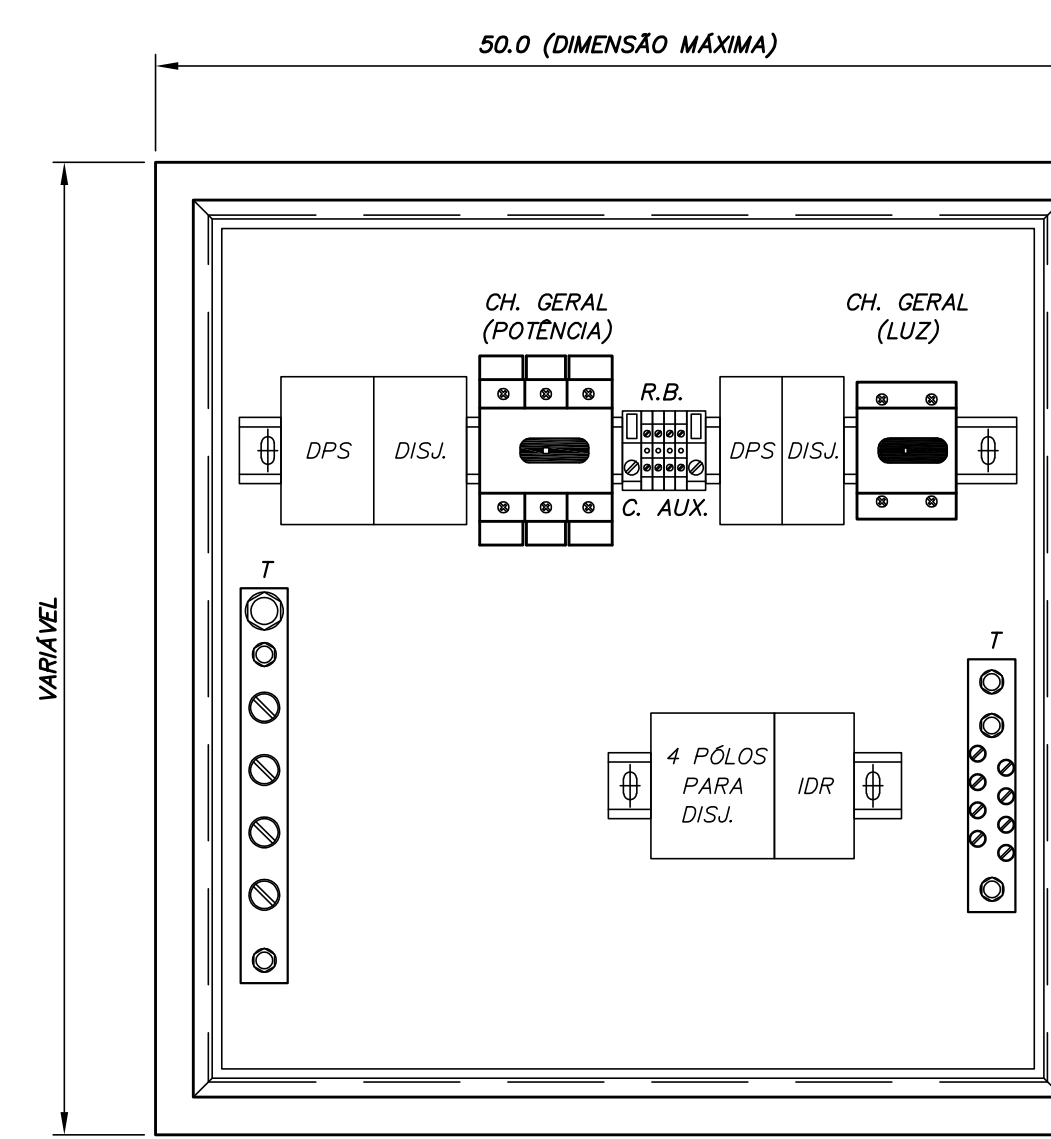 50.0 (DIMENSÃO MÁXIMA)
VARIÁVEL
CH. GERAL
(POTÊNCIA)
CH. GERAL
(LUZ)
R.B.
DPS
DISJ.
DPS
DISJ.
C. AUX.
T
T
4 PÓLOS
PARA
DISJ.
IDR